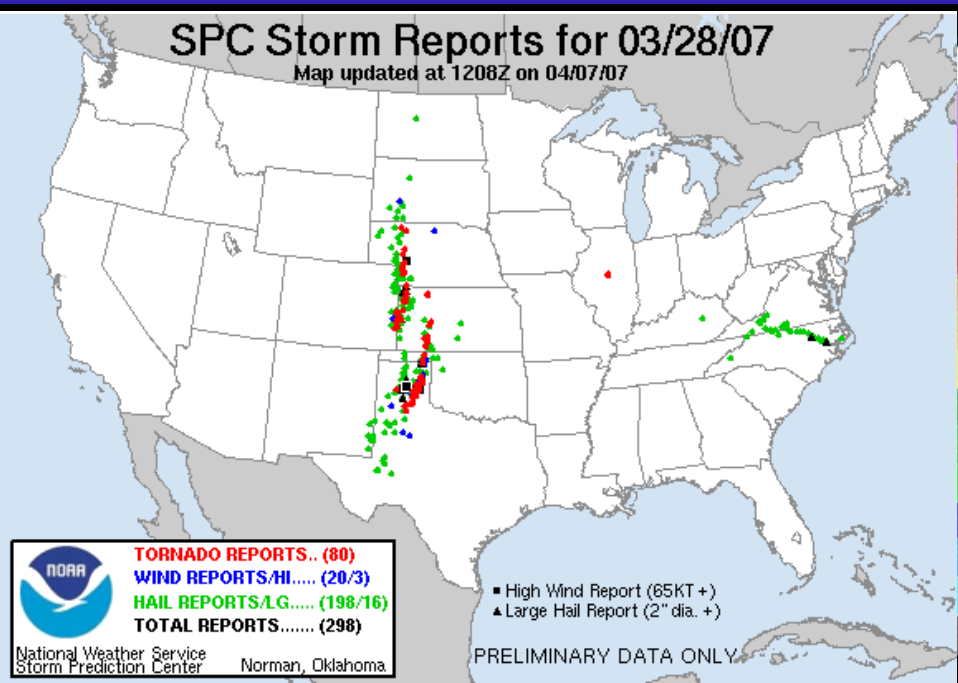 SPC Storm Reports for 03/28/07
Map updated at 1208Z on 04/07/07
NOAA
TORNADO REPORTS.. (80)
WIND REPORTS/HI..... (20/3)
HAIL REPORTS/LG..... (198/16)
TOTAL REPORTS....... (298)
National Weather Service
Storm Prediction Center Norman, Oklahoma
High Wind Report (65KT +)
Large Hail Report (2" dia. +)
PRELIMINARY DATA ONLY